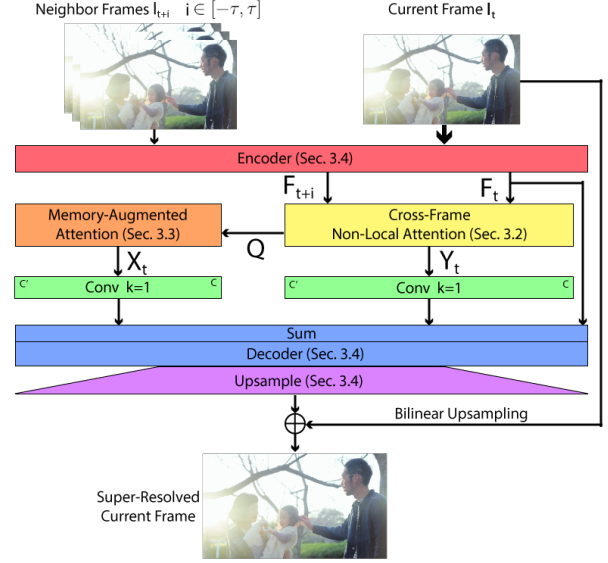 Neighbor Frames I_{t+i} i ∈ [−τ, τ]
Current Frame I_t
Encoder (Sec. 3.4)
F_{t+i}
F_t
Memory-Augmented
Attention (Sec. 3.3)
Q
Cross-Frame
Non-Local Attention (Sec. 3.2)
X_t
Y_t
C' Conv k=1 C
C' Conv k=1 C
Sum
Decoder (Sec. 3.4)
Upsample (Sec. 3.4)
Bilinear Upsampling
Super-Resolved
Current Frame